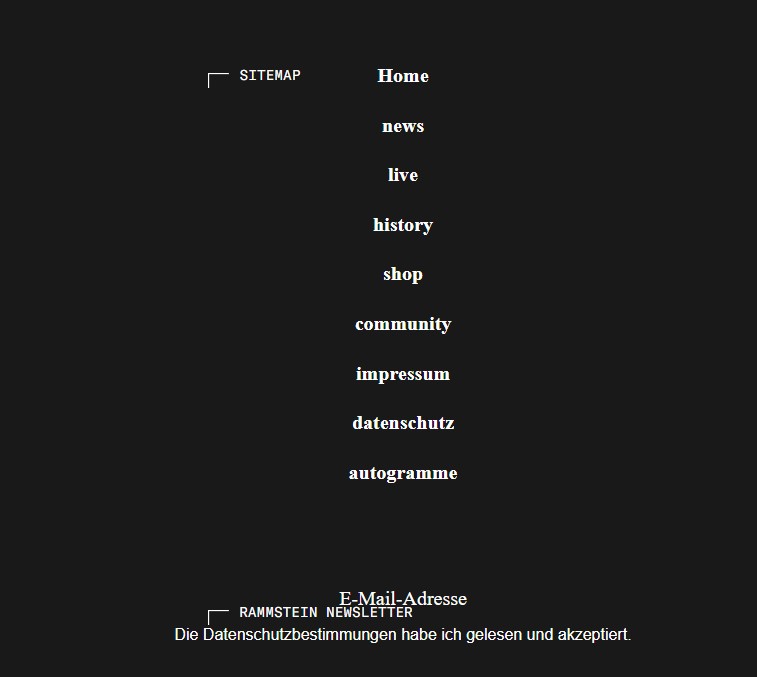 SITEMAP
Home
news
live
history
shop
community
impressum
datenschutz
autogramme
E-Mail-Adresse
RAMMSTEIN NEWSLETTER
Die Datenschutzbestimmungen habe ich gelesen und akzeptiert.